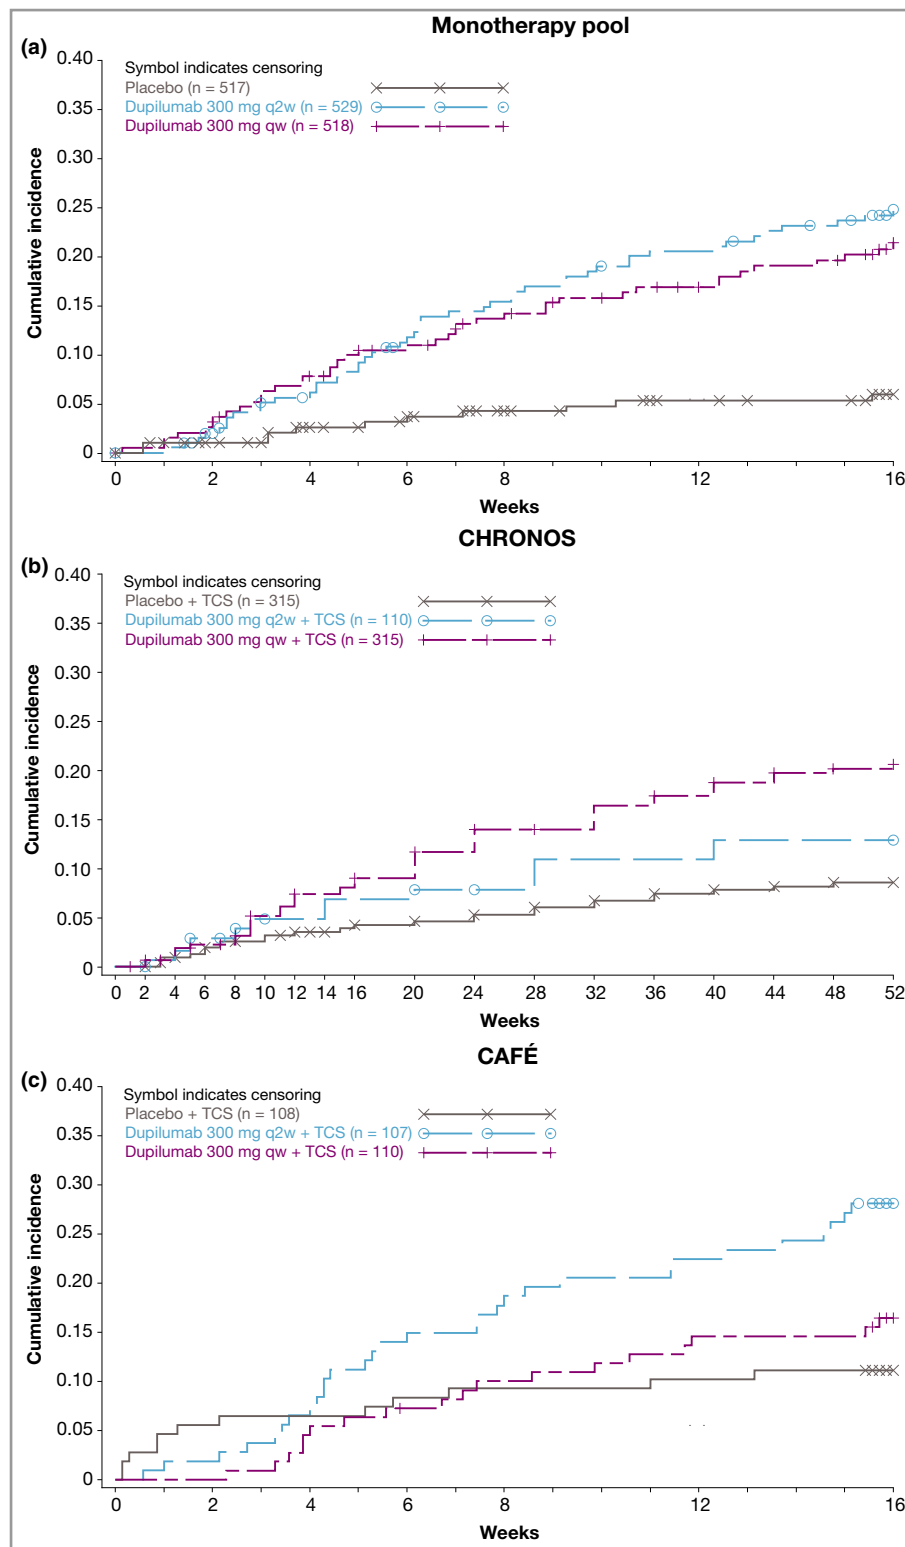 Monotherapy pool
(a)
0.40
0.35
0.30
0.25
0.20
0.15
0.10
0.05
0
Cumulative incidence
Symbol indicates censoring
Placebo (n = 517)
Dupilumab 300 mg q2w (n = 529)
Dupilumab 300 mg qw (n = 518)
0 2 4 6 8 12 16
Weeks
CHRONOS
(b)
0.40
0.35
0.30
0.25
0.20
0.15
0.10
0.05
0
Cumulative incidence
Symbol indicates censoring
Placebo + TCS (n = 315)
Dupilumab 300 mg q2w + TCS (n = 110)
Dupilumab 300 mg qw + TCS (n = 315)
0 2 4 6 8 10 12 14 16 20 24 28 32 36 40 44 48 52
Weeks
CAFÉ
(c)
0.40
0.35
0.30
0.25
0.20
0.15
0.10
0.05
0
Cumulative incidence
Symbol indicates censoring
Placebo + TCS (n = 108)
Dupilumab 300 mg q2w + TCS (n = 107)
Dupilumab 300 mg qw + TCS (n = 110)
0 2 4 6 8 12 16
Weeks